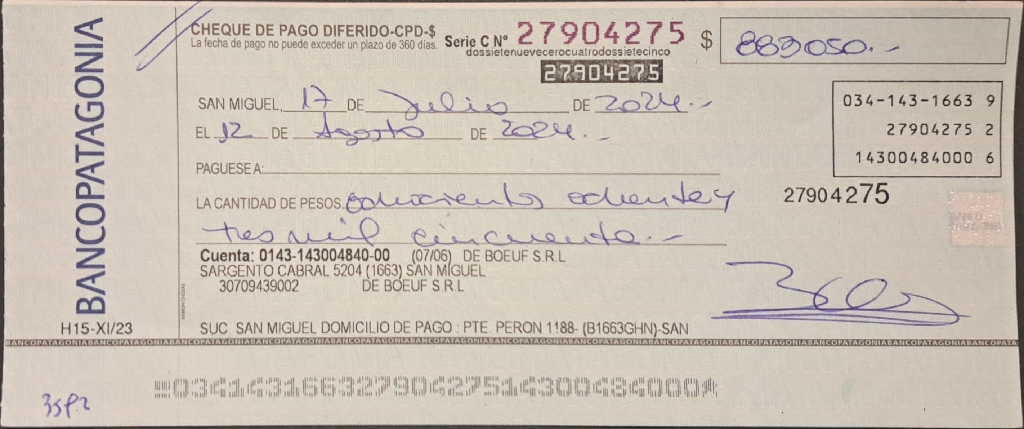 BANCOPATAGONIA
H15-XI/23
CHEQUE DE PAGO DIFERIDO-CPD-$
La fecha de pago no puede exceder un plazo de 360 días.
Serie C Nº 27904275
dossietenuevecerocuatrodossietecinco
27904275
$ 883050.-
SAN MIGUEL, 17 DE Julio DE 2024.-
EL 12 DE Agosto DE 2024.-
034-143-1663 9
27904275 2
14300484000 6
PAGUESE A:
LA CANTIDAD DE PESOS ochocientos ochenta y
tres mil cincuenta.-
27904275
Cuenta: 0143-143004840-00 (07/06) DE BOEUF S.R.L
SARGENTO CABRAL 5204 (1663) SAN MIGUEL
30709439002 DE BOEUF S.R.L
SUC. SAN MIGUEL DOMICILIO DE PAGO : PTE. PERON 1188- (B1663GHN)-SAN
BANCOPATAGONIABANCOPATAGONIABANCOPATAGONIABANCOPATAGONIABANCOPATAGONIABANCOPATAGONIA
03414316632790427514300484000